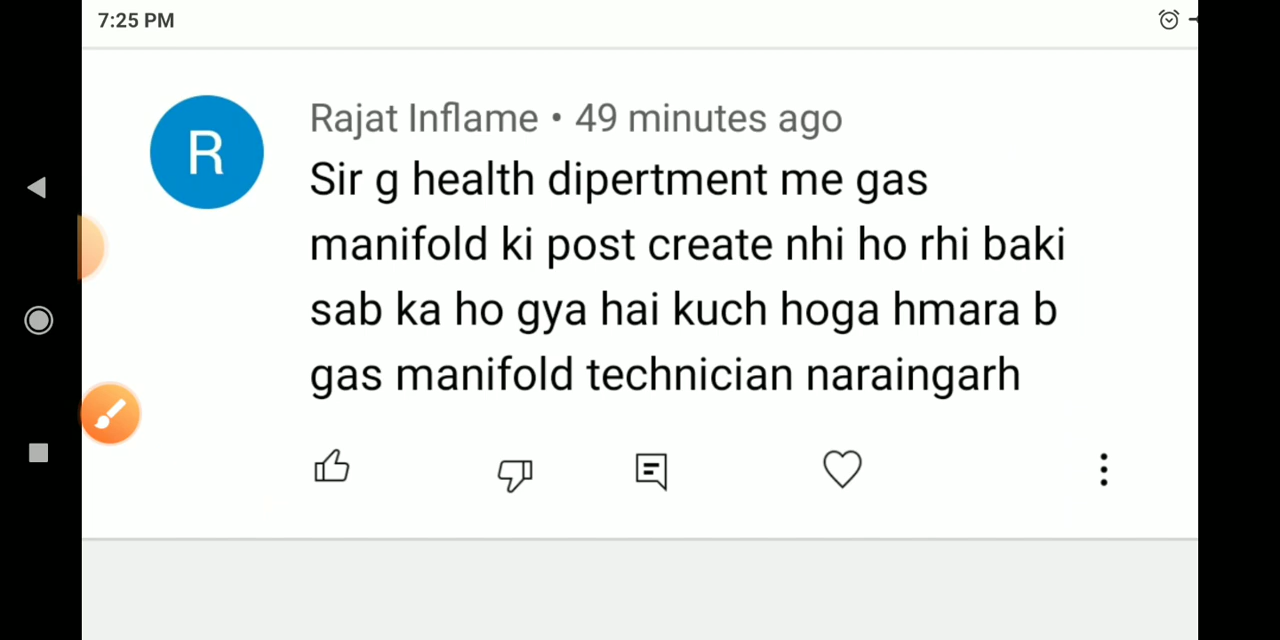 7:25 PM
R
Rajat Inflame • 49 minutes ago
Sir g health dipertment me gas
manifold ki post create nhi ho rhi baki
sab ka ho gya hai kuch hoga hmara b
gas manifold technician naraingarh